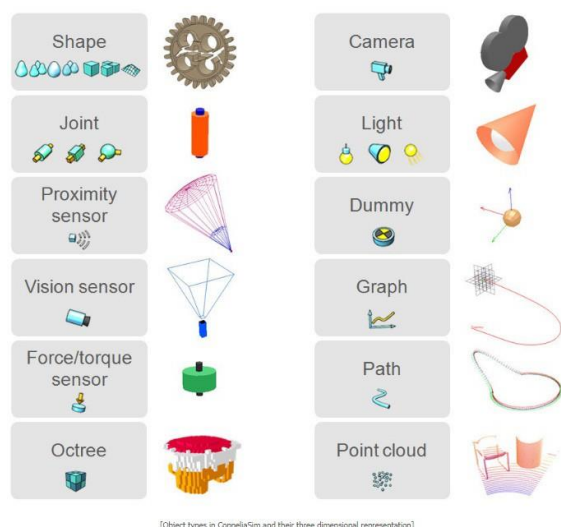 Shape
Camera
Joint
Light
Proximity
sensor
Dummy
Vision sensor
Graph
Force/torque
sensor
Path
Octree
Point cloud
[Object types in CoppeliaSim and their three dimensional representation]